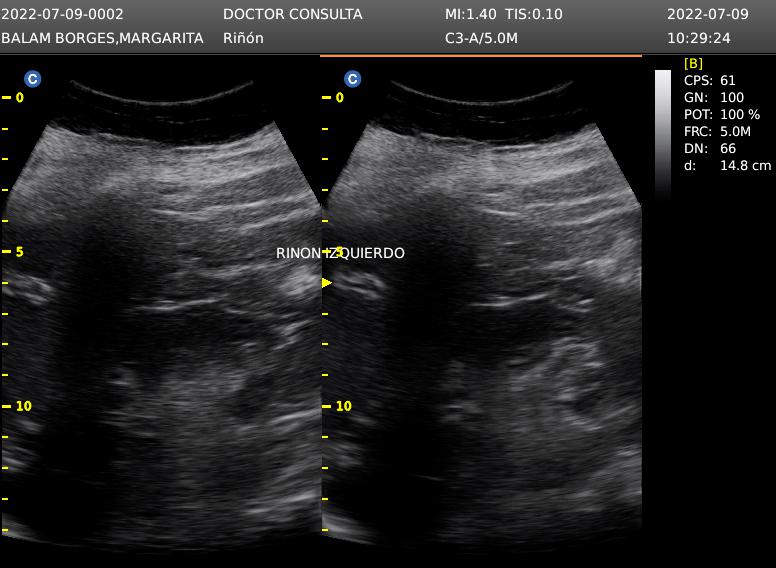 2022-07-09-0002 DOCTOR CONSULTA MI:1.40 TIS:0.10 2022-07-09
BALAM BORGES,MARGARITA Riñón C3-A/5.0M 10:29:24
[B]
CPS: 61
GN: 100
POT: 100 %
FRC: 5.0M
DN: 66
d: 14.8 cm
C C
0 0
5 5
RINON IZQUIERDO
10 10